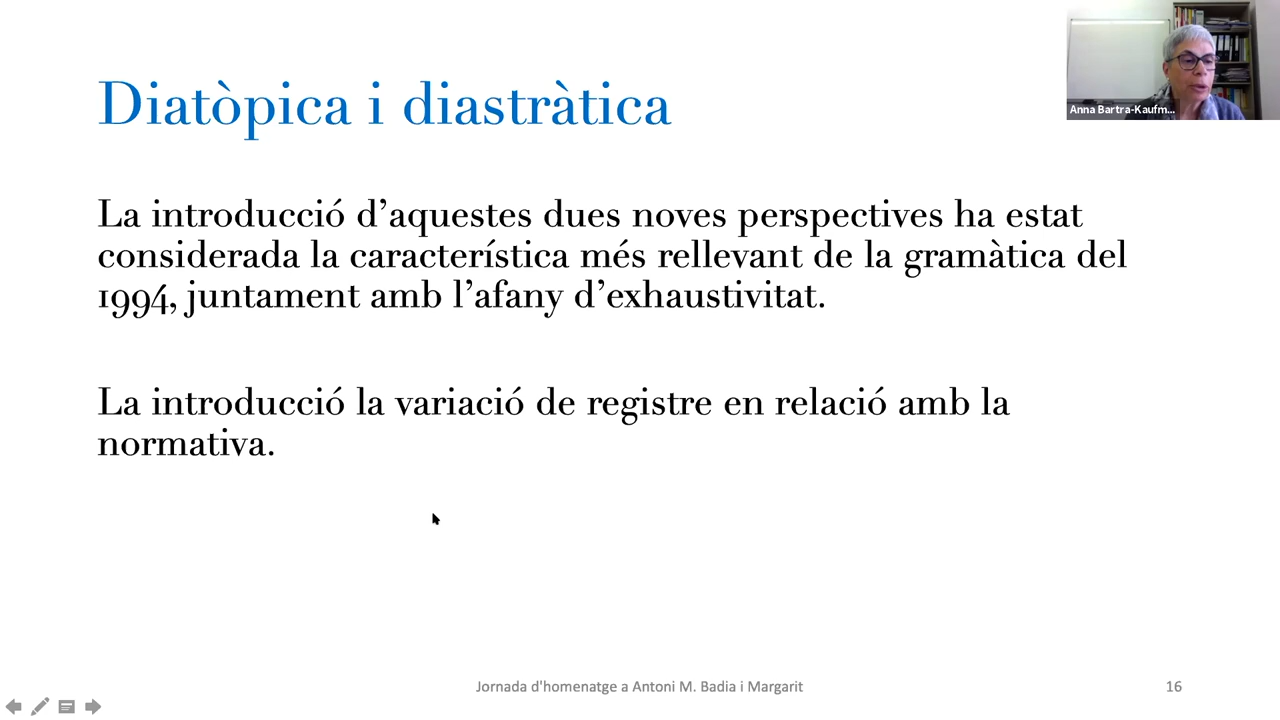 Diatòpica i diastràtica
Anna Bartra-Kaufm...
La introducció d’aquestes dues noves perspectives ha estat
considerada la característica més rellevant de la gramàtica del
1994, juntament amb l’afany d’exhaustivitat.
La introducció la variació de registre en relació amb la
normativa.
Jornada d'homenatge a Antoni M. Badia i Margarit
16